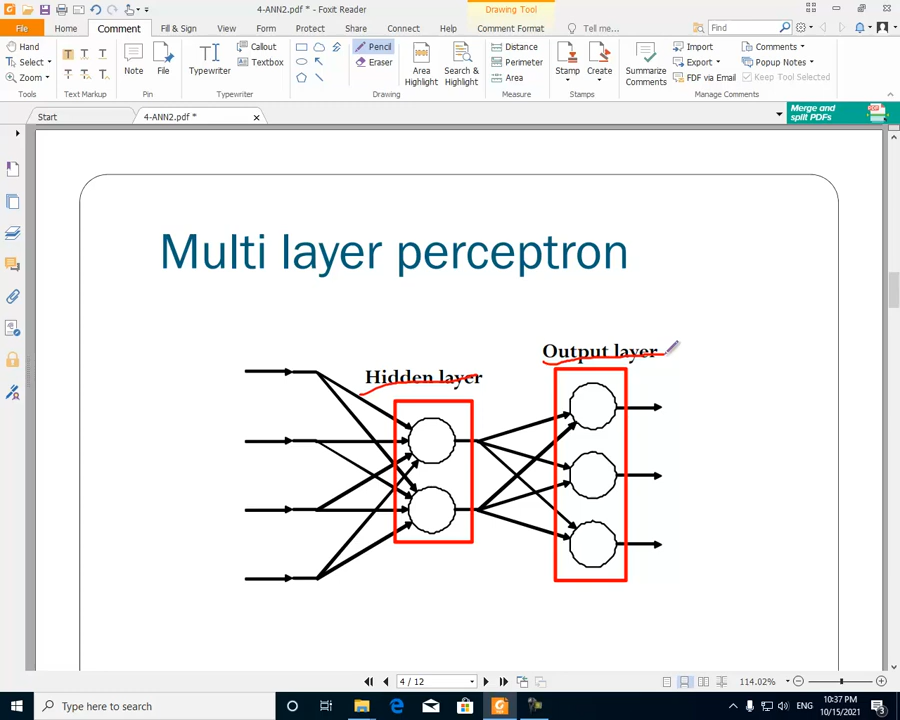 4-ANN2.pdf * - Foxit Reader
Drawing Tool
File Home Comment Fill & Sign View Form Protect Share Connect Help Comment Format Tell me... Find
Hand
Select
Zoom
Tools
T T T
T T T
Text Markup
Note
File
Pin
Typewriter
Callout
Textbox
Typewriter
Pencil
Eraser
Drawing
Area
Highlight
Search &
Highlight
Distance
Perimeter
Area
Measure
Stamp
Create
Stamps
Summarize
Comments
Import
Export
FDF via Email
Comments
Popup Notes
Keep Tool Selected
Manage Comments
Start
4-ANN2.pdf *
Merge and
split PDFs
Multi layer perceptron
Output layer
Hidden layer
4 / 12
114.02%
Type here to search
ENG
10:37 PM
10/15/2021
3